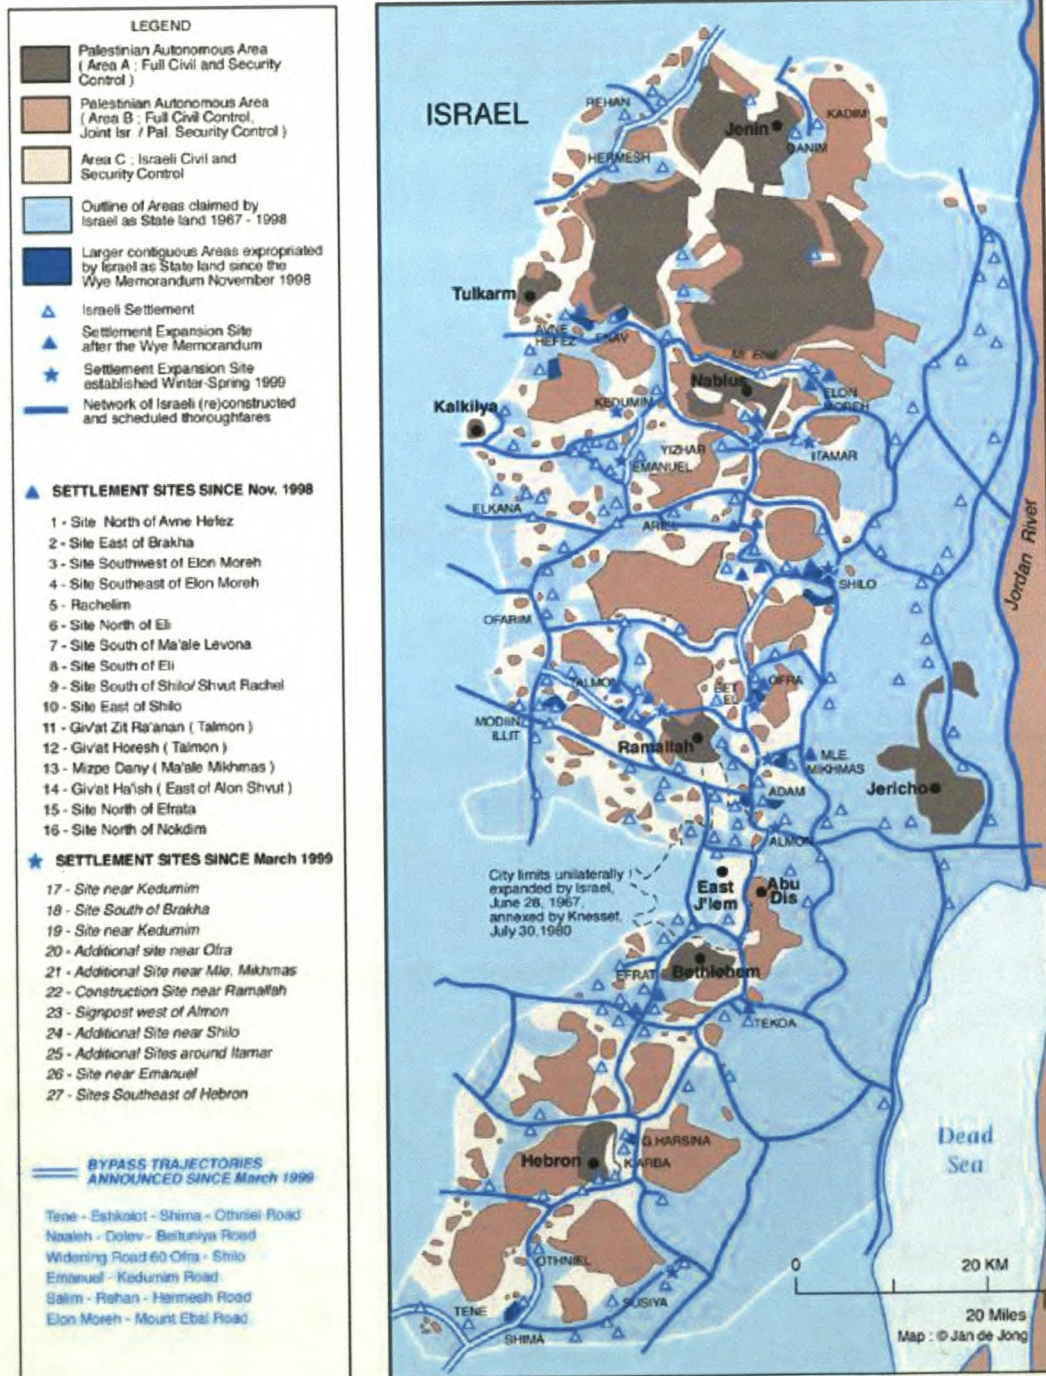 LEGEND
Palestinian Autonomous Area
( Area A : Full Civil and Security
Control )
Palestinian Autonomous Area
( Area B : Full Civil Control,
Joint Isr. / Pal. Security Control )
Area C : Israeli Civil and
Security Control
Outline of Areas claimed by
Israel as State land 1967 - 1998
Larger contiguous Areas expropriated
by Israel as State land since the
Wye Memorandum November 1998
Israeli Settlement
Settlement Expansion Site
after the Wye Memorandum
Settlement Expansion Site
established Winter-Spring 1999
Network of Israeli (re)constructed
and scheduled thoroughfares
SETTLEMENT SITES SINCE Nov. 1998
1 - Site North of Avne Hefez
2 - Site East of Brakha
3 - Site Southwest of Elon Moreh
4 - Site Southeast of Elon Moreh
5 - Rachelim
6 - Site North of Eli
7 - Site South of Ma'ale Levona
8 - Site South of Eli
9 - Site South of Shilo/ Shvut Rachel
10 - Site East of Shilo
11 - Giv'at Zit Ra'anan ( Talmon )
12 - Giv'at Horesh ( Talmon )
13 - Mizpe Dany ( Ma'ale Mikhmas )
14 - Giv'at Ha'ish ( East of Alon Shvut )
15 - Site North of Efrata
16 - Site North of Nokdim
SETTLEMENT SITES SINCE March 1999
17 - Site near Kedumim
18 - Site South of Brakha
19 - Site near Kedumim
20 - Additional site near Ofra
21 - Additional Site near Mle. Mikhmas
22 - Construction Site near Ramallah
23 - Signpost west of Almon
24 - Additional Site near Shilo
25 - Additional Sites around Itamar
26 - Site near Emanuel
27 - Sites Southeast of Hebron
BYPASS TRAJECTORIES
ANNOUNCED SINCE March 1999
Tene - Eshkolot - Shima - Othniel Road
Naaleh - Dolev - Beituniya Road
Widening Road 60 Ofra - Shilo
Emanuel - Kedumim Road
Salim - Rehan - Hermesh Road
Elon Moreh - Mount Ebal Road
ISRAEL
REHAN
HERMESH
Jenin
KADIM
QANIM
Tulkarm
AVNE
HEFEZ
ENAV
Mt. Ebal
Nablus
ELON
MOREH
KEDUMIM
Kalkilya
YIZHAR
ITAMAR
EMANUEL
ELKANA
ARIEL
SHILO
OFARIM
TALMON
BET
EL
OFRA
MODIIN
ILLIT
Ramallah
MLE.
MIKHMAS
ADAM
Jericho
ALMON
Jordan River
City limits unilaterally
expanded by Israel,
June 28, 1967,
annexed by Knesset,
July 30, 1980
East
J'lem
Abu
Dis
EFRAT
Bethlehem
TEKOA
G.HARSINA
Hebron
K.ARBA
Dead
Sea
OTHNIEL
TENE
SUSIYA
SHIMA
0
20 KM
20 Miles
Map : © Jan de Jong